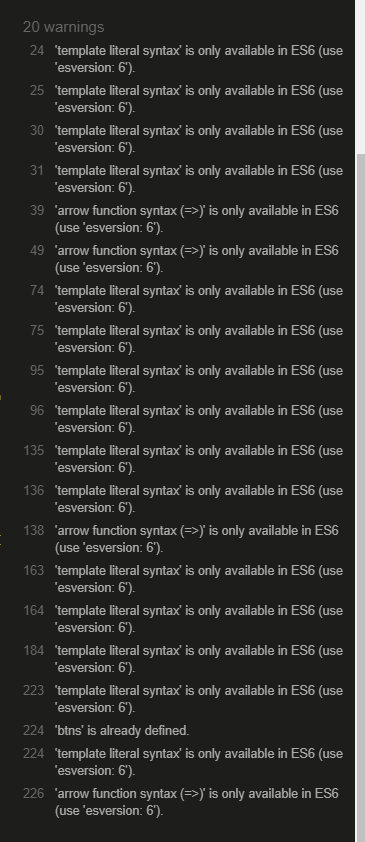 20 warnings
24 'template literal syntax' is only available in ES6 (use
'esversion: 6').
25 'template literal syntax' is only available in ES6 (use
'esversion: 6').
30 'template literal syntax' is only available in ES6 (use
'esversion: 6').
31 'template literal syntax' is only available in ES6 (use
'esversion: 6').
39 'arrow function syntax (=>)' is only available in ES6
(use 'esversion: 6').
49 'arrow function syntax (=>)' is only available in ES6
(use 'esversion: 6').
74 'template literal syntax' is only available in ES6 (use
'esversion: 6').
75 'template literal syntax' is only available in ES6 (use
'esversion: 6').
95 'template literal syntax' is only available in ES6 (use
'esversion: 6').
96 'template literal syntax' is only available in ES6 (use
'esversion: 6').
135 'template literal syntax' is only available in ES6 (use
'esversion: 6').
136 'template literal syntax' is only available in ES6 (use
'esversion: 6').
138 'arrow function syntax (=>)' is only available in ES6
(use 'esversion: 6').
163 'template literal syntax' is only available in ES6 (use
'esversion: 6').
164 'template literal syntax' is only available in ES6 (use
'esversion: 6').
184 'template literal syntax' is only available in ES6 (use
'esversion: 6').
223 'template literal syntax' is only available in ES6 (use
'esversion: 6').
224 'btns' is already defined.
224 'template literal syntax' is only available in ES6 (use
'esversion: 6').
226 'arrow function syntax (=>)' is only available in ES6
(use 'esversion: 6').